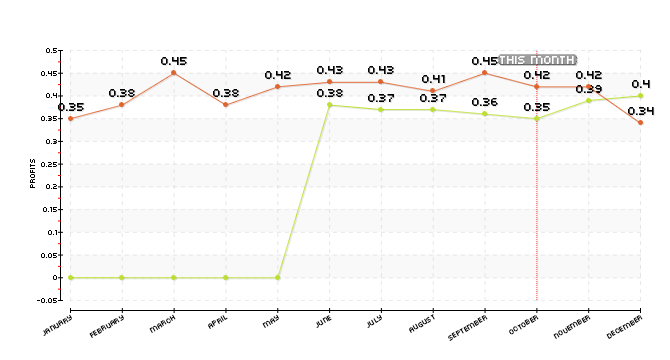 0.5
0.45
0.4
0.35
0.3
0.25
0.2
0.15
0.1
0.05
0
-0.05
PROFITS
THIS MONTH
0.35
0.38
0.45
0.38
0.42
0.43
0.43
0.41
0.45
0.42
0.42
0.34
0.38
0.37
0.37
0.36
0.35
0.39
0.4
JANUARY
FEBRUARY
MARCH
APRIL
MAY
JUNE
JULY
AUGUST
SEPTEMBER
OCTOBER
NOVEMBER
DECEMBER